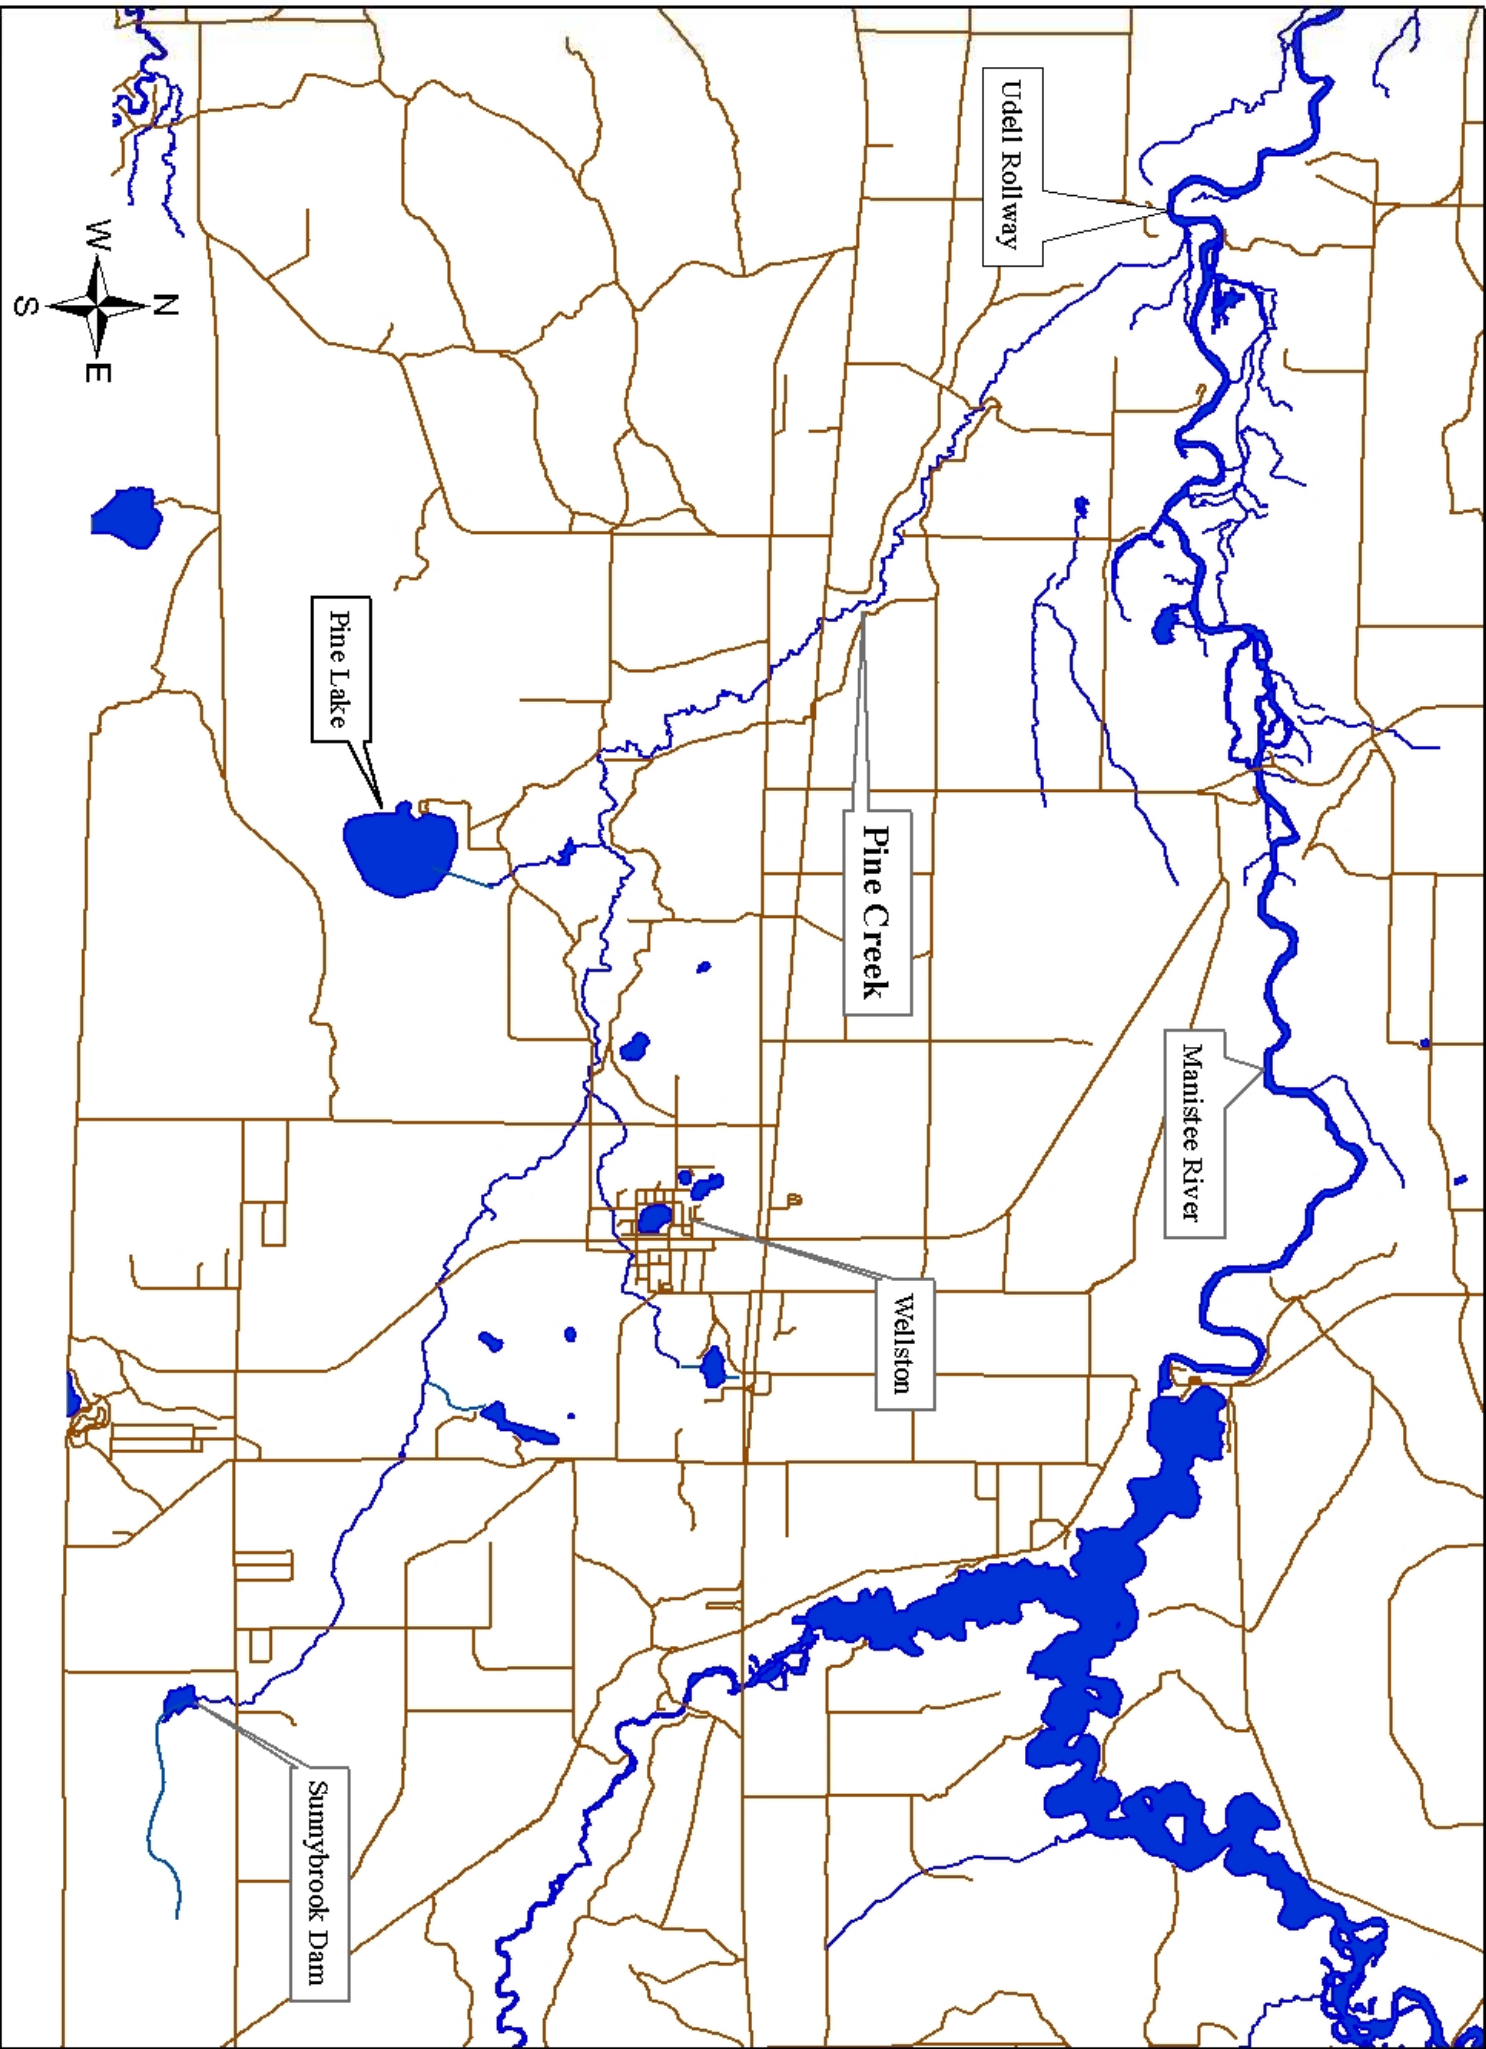 Udell Rollway
Manistee River
Pine Creek
Wellston
Pine Lake
Sunnybrook Dam
N
W
E
S